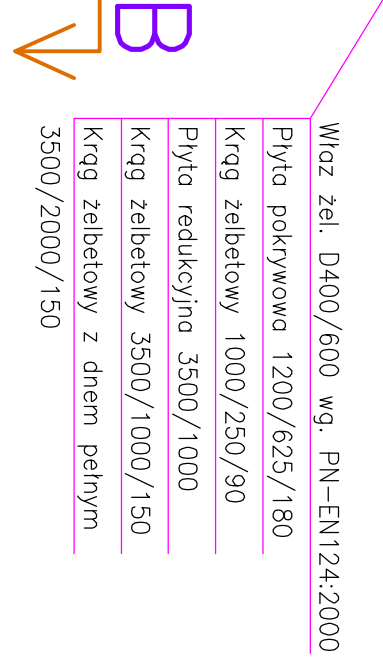 Właz żel. D400/600 wg. PN-EN124:2000
Płyta pokrywowa 1200/625/180
Krąg żelbetowy 1000/250/90
Płyta redukcyjna 3500/1000
Krąg żelbetowy 3500/1000/150
Krąg żelbetowy z dnem pełnym
3500/2000/150
B